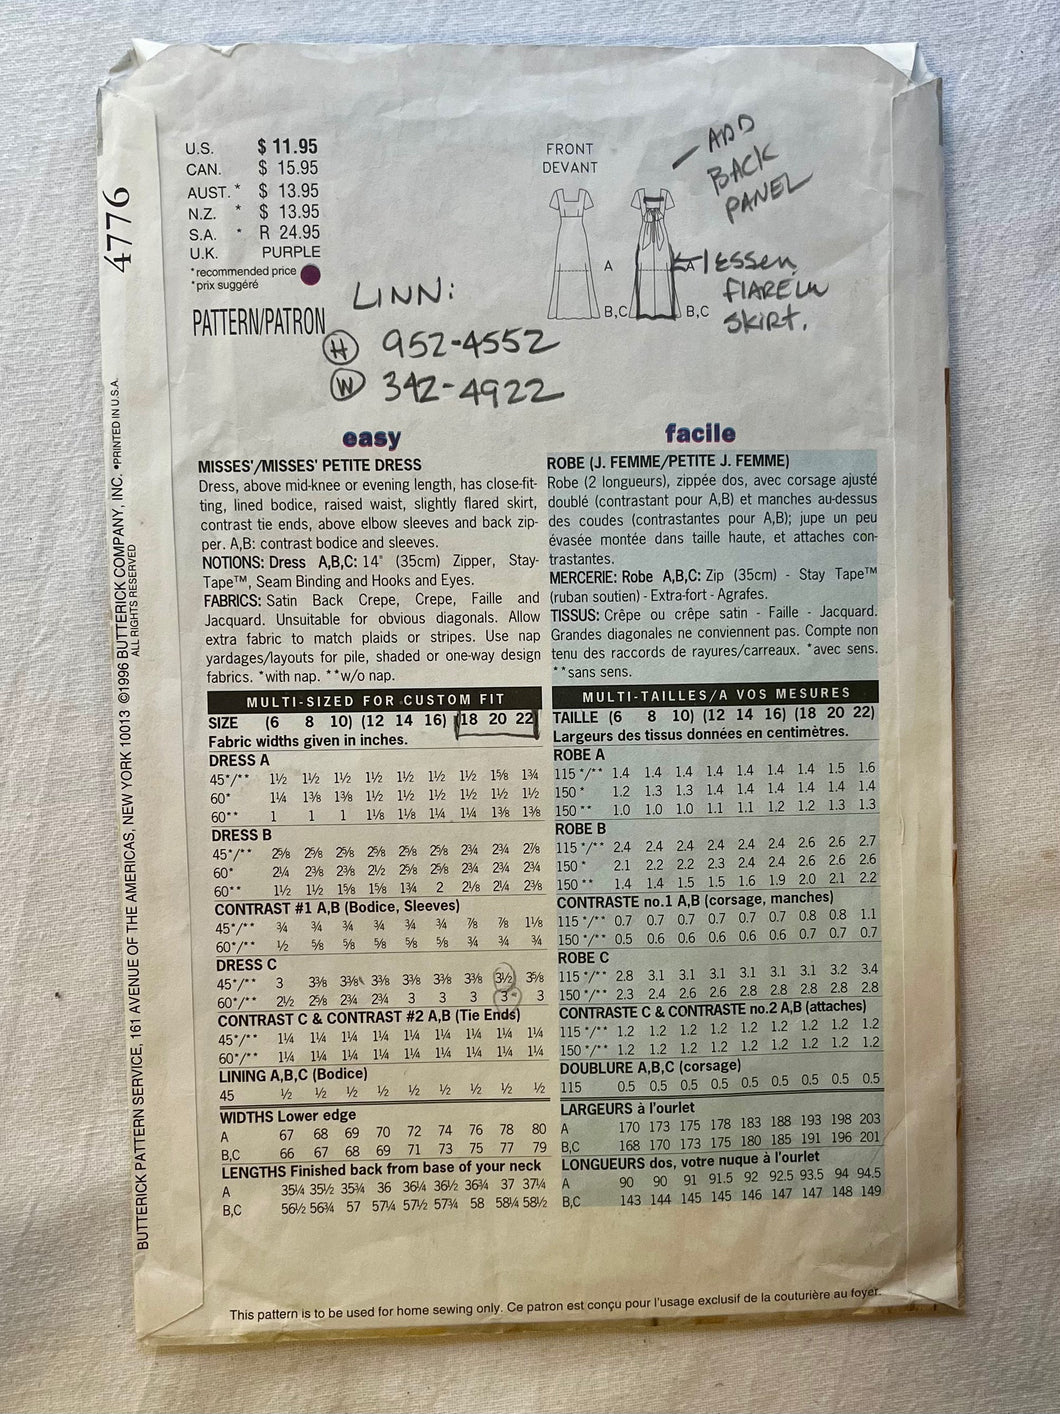 4776
U.S. $ 11.95
CAN. $ 15.95
AUST.* $ 13.95
N.Z. * $ 13.95
S.A. * R 24.95
U.K. PURPLE
*recommended price
*prix suggéré
PATTERN/PATRON
FRONT
DEVANT
A
B,C
A
B,C
- ADD
BACK
PANEL
lessen
flare in
skirt.
LINN:
(H) 952-4552
(W) 342-4922
easy
MISSES'/MISSES' PETITE DRESS
Dress, above mid-knee or evening length, has close-fit-
ting, lined bodice, raised waist, slightly flared skirt,
contrast tie ends, above elbow sleeves and back zip-
per. A,B: contrast bodice and sleeves.
NOTIONS: Dress A,B,C: 14" (35cm) Zipper, Stay-
Tape™, Seam Binding and Hooks and Eyes.
FABRICS: Satin Back Crepe, Crepe, Faille and
Jacquard. Unsuitable for obvious diagonals. Allow
extra fabric to match plaids or stripes. Use nap
yardages/layouts for pile, shaded or one-way design
fabrics. *with nap. **w/o nap.
MULTI-SIZED FOR CUSTOM FIT
SIZE (6 8 10) (12 14 16) (18 20 22)
Fabric widths given in inches.
DRESS A
45*/** 1½ 1½ 1½ 1½ 1½ 1½ 1½ 1⅝ 1¾
60* 1¼ 1⅜ 1⅜ 1½ 1½ 1½ 1½ 1½ 1½
60** 1 1 1 1⅛ 1⅛ 1¼ 1¼ 1⅜ 1⅜
DRESS B
45*/** 2⅝ 2⅝ 2⅝ 2⅝ 2⅝ 2⅝ 2¾ 2¾ 2⅞
60* 2¼ 2⅜ 2⅜ 2½ 2⅝ 2⅝ 2¾ 2¾ 2¾
60** 1½ 1½ 1⅝ 1⅝ 1¾ 2 2⅛ 2¼ 2⅜
CONTRAST #1 A,B (Bodice, Sleeves)
45*/** ¾ ¾ ¾ ¾ ¾ ¾ ⅞ ⅞ 1⅛
60*/** ½ ⅝ ⅝ ⅝ ⅝ ⅝ ¾ ¾ ¾
DRESS C
45*/** 3 3⅜ 3⅜ 3⅜ 3⅜ 3⅜ 3⅜ 3½ 3⅝
60*/** 2½ 2⅝ 2¾ 2¾ 3 3 3 3 3
CONTRAST C & CONTRAST #2 A,B (Tie Ends)
45*/** 1¼ 1¼ 1¼ 1¼ 1¼ 1¼ 1¼ 1¼ 1¼
60*/** 1¼ 1¼ 1¼ 1¼ 1¼ 1¼ 1¼ 1¼ 1¼
LINING A,B,C (Bodice)
45 ½ ½ ½ ½ ½ ½ ½ ½ ½
WIDTHS Lower edge
A 67 68 69 70 72 74 76 78 80
B,C 66 67 68 69 71 73 75 77 79
LENGTHS Finished back from base of your neck
A 35¼ 35½ 35¾ 36 36¼ 36½ 36¾ 37 37¼
B,C 56½ 56¾ 57 57¼ 57½ 57¾ 58 58¼ 58½
facile
ROBE (J. FEMME/PETITE J. FEMME)
Robe (2 longueurs), zippée dos, avec corsage ajusté
doublé (contrastant pour A,B) et manches au-dessus
des coudes (contrastantes pour A,B); jupe un peu
évasée montée dans taille haute, et attaches con-
trastantes.
MERCERIE: Robe A,B,C: Zip (35cm) - Stay Tape™
(ruban soutien) - Extra-fort - Agrafes.
TISSUS: Crêpe ou crêpe satin - Faille - Jacquard.
Grandes diagonales ne conviennent pas. Compte non
tenu des raccords de rayures/carreaux. *avec sens.
**sans sens.
MULTI-TAILLES/A VOS MESURES
TAILLE (6 8 10) (12 14 16) (18 20 22)
Largeurs des tissus données en centimètres.
ROBE A
115 */** 1.4 1.4 1.4 1.4 1.4 1.4 1.4 1.5 1.6
150 * 1.2 1.3 1.3 1.4 1.4 1.4 1.4 1.4 1.4
150 ** 1.0 1.0 1.0 1.1 1.1 1.2 1.2 1.3 1.3
ROBE B
115 */** 2.4 2.4 2.4 2.4 2.4 2.4 2.6 2.6 2.7
150 * 2.1 2.2 2.2 2.3 2.4 2.4 2.6 2.6 2.6
150 ** 1.4 1.4 1.5 1.5 1.6 1.9 2.0 2.1 2.2
CONTRASTE no.1 A,B (corsage, manches)
115 */** 0.7 0.7 0.7 0.7 0.7 0.7 0.8 0.8 1.1
150 */** 0.5 0.6 0.6 0.6 0.6 0.6 0.7 0.7 0.7
ROBE C
115 */** 2.8 3.1 3.1 3.1 3.1 3.1 3.1 3.2 3.4
150 */** 2.3 2.4 2.6 2.6 2.8 2.8 2.8 2.8 2.8
CONTRASTE C & CONTRASTE no.2 A,B (attaches)
115 */** 1.2 1.2 1.2 1.2 1.2 1.2 1.2 1.2 1.2
150 */** 1.2 1.2 1.2 1.2 1.2 1.2 1.2 1.2 1.2
DOUBLURE A,B,C (corsage)
115 0.5 0.5 0.5 0.5 0.5 0.5 0.5 0.5 0.5
LARGEURS à l'ourlet
A 170 173 175 178 183 188 193 198 203
B,C 168 170 173 175 180 185 191 196 201
LONGUEURS dos, votre nuque à l'ourlet
A 90 90 91 91.5 92 92.5 93.5 94 94.5
B,C 143 144 145 145 146 147 147 148 149
This pattern is to be used for home sewing only. Ce patron est conçu pour l'usage exclusif de la couturière au foyer.
BUTTERICK PATTERN SERVICE, 161 AVENUE OF THE AMERICAS, NEW YORK 10013 ©1996 BUTTERICK COMPANY, INC. •PRINTED IN U.S.A.
ALL RIGHTS RESERVED